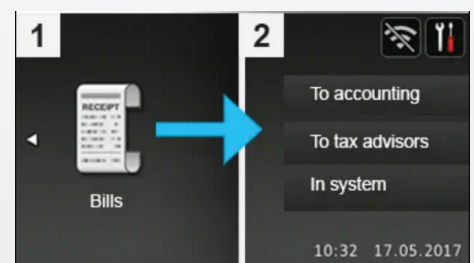 1
RECEIPT
Bills
2
To accounting
To tax advisors
In system
10:32 17.05.2017